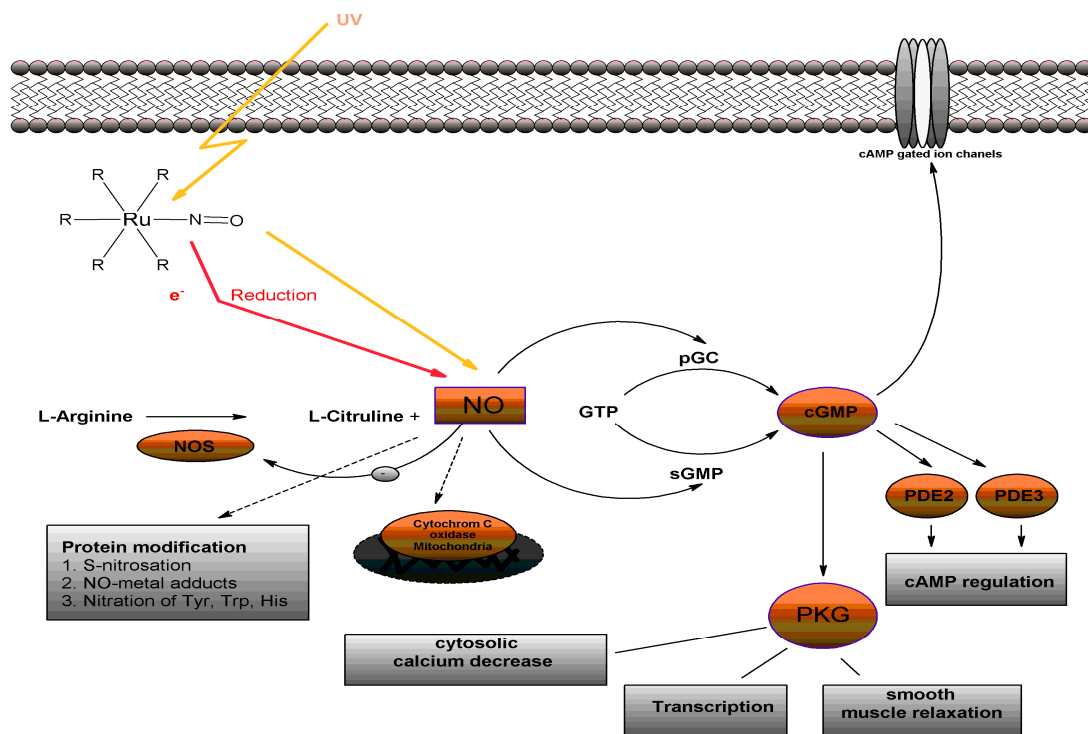 UV
cAMP gated ion chanels
R
R
R
Ru
N
O
R
R
e-
Reduction
pGC
L-Arginine
L-Citruline +
NO
GTP
cGMP
NOS
-
sGMP
PDE2
PDE3
Cytochrom C
oxidase
Mitochondria
Protein modification
1. S-nitrosation
2. NO-metal adducts
3. Nitration of Tyr, Trp, His
cAMP regulation
PKG
cytosolic
calcium decrease
Transcription
smooth
muscle relaxation